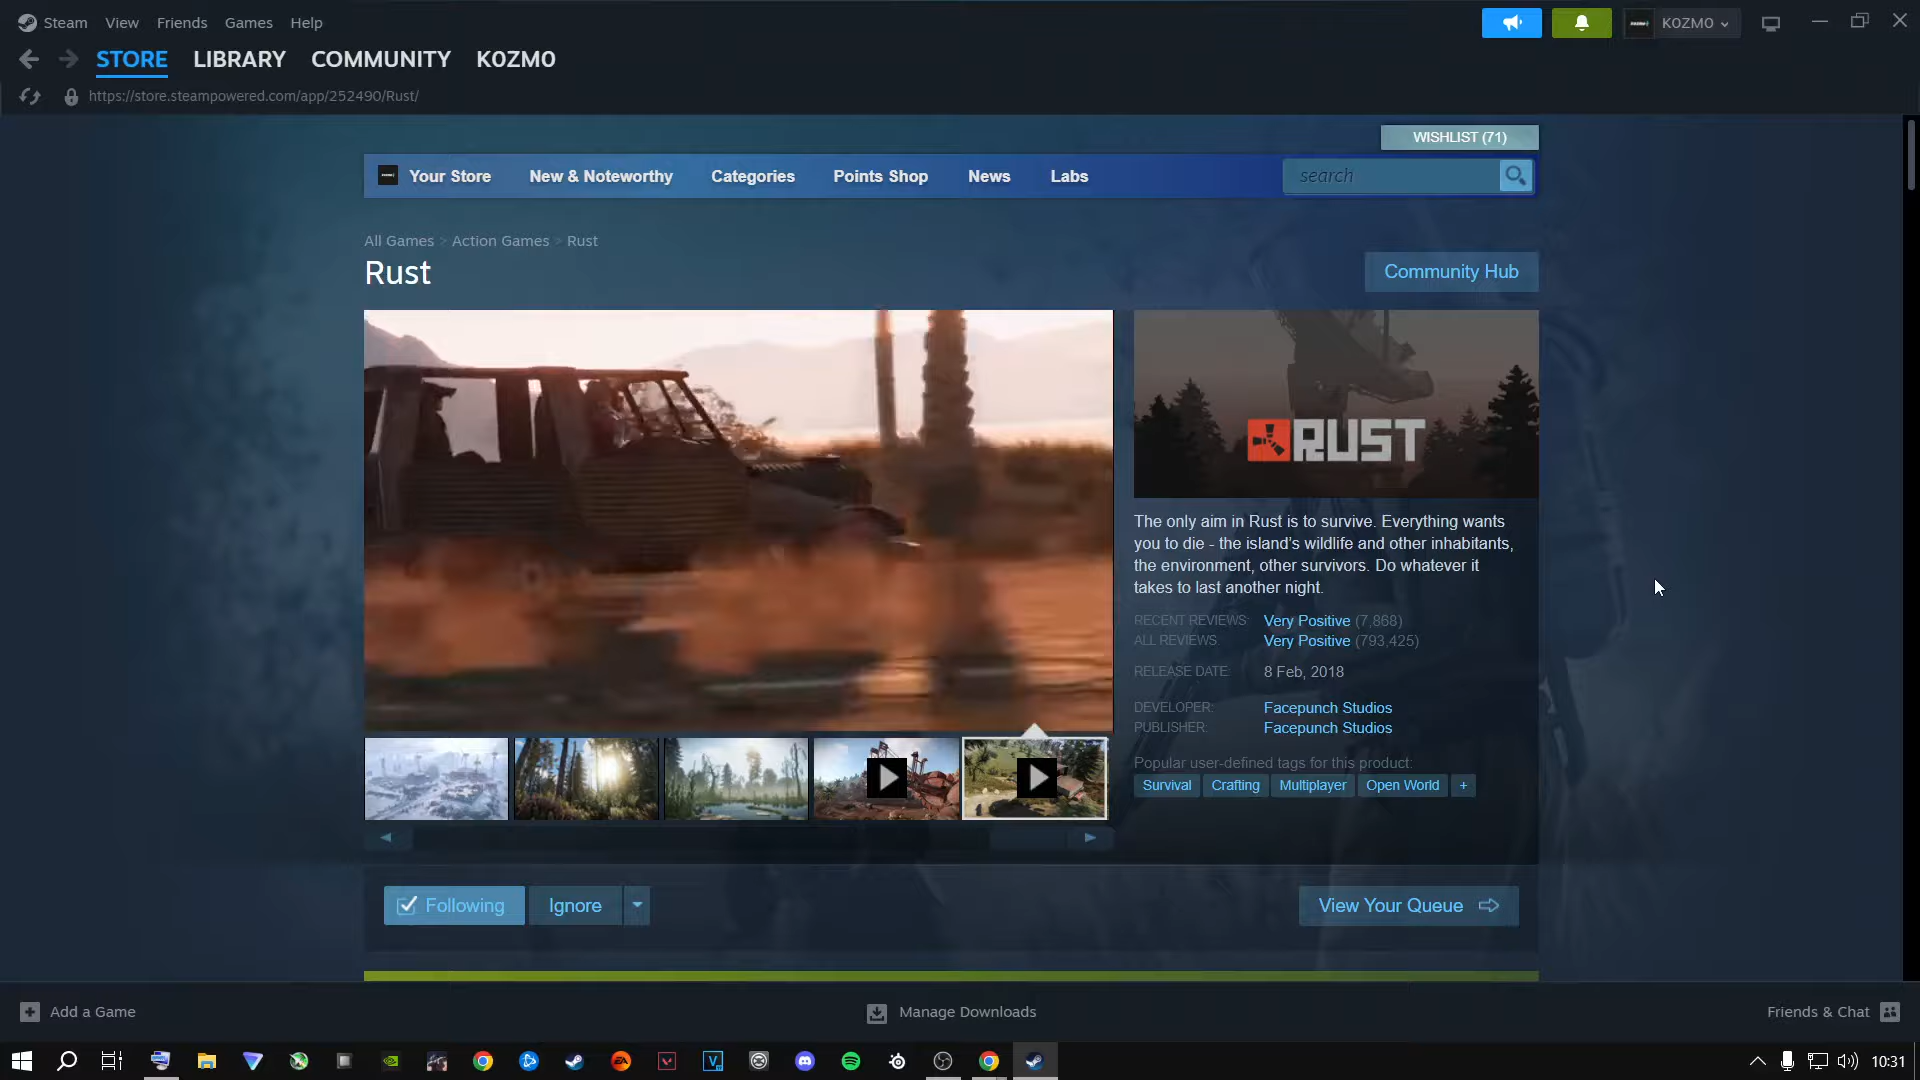 Steam View Friends Games Help
K0ZM0
STORE LIBRARY COMMUNITY K0ZM0
https://store.steampowered.com/app/252490/Rust/
WISHLIST (71)
Your Store New & Noteworthy Categories Points Shop News Labs search
All Games > Action Games > Rust
Rust
Community Hub
RUST
The only aim in Rust is to survive. Everything wants
you to die - the island's wildlife and other inhabitants,
the environment, other survivors. Do whatever it
takes to last another night.
RECENT REVIEWS: Very Positive (7,868)
ALL REVIEWS: Very Positive (793,425)
RELEASE DATE: 8 Feb, 2018
DEVELOPER: Facepunch Studios
PUBLISHER: Facepunch Studios
Popular user-defined tags for this product:
Survival Crafting Multiplayer Open World +
Following Ignore View Your Queue
Add a Game Manage Downloads Friends & Chat
10:31